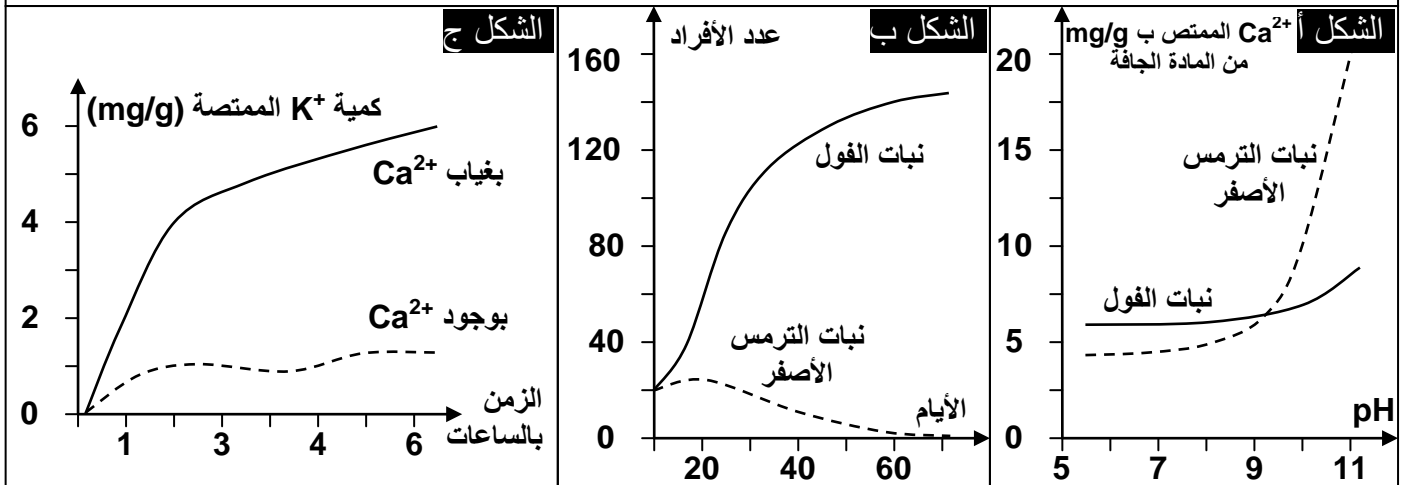 الشكل أ
Ca²⁺ الممتص ب mg/g
من المادة الجافة
20
15
10
5
0
نبات الترمس
الأصفر
نبات الفول
pH
5 7 9 11
الشكل ب
عدد الأفراد
160
120
80
40
0
نبات الفول
نبات الترمس
الأصفر
الأيام
20 40 60
الشكل ج
كمية K⁺ الممتصة (mg/g)
6
4
2
0
بغياب Ca²⁺
بوجود Ca²⁺
الزمن
بالساعات
1 3 4 6